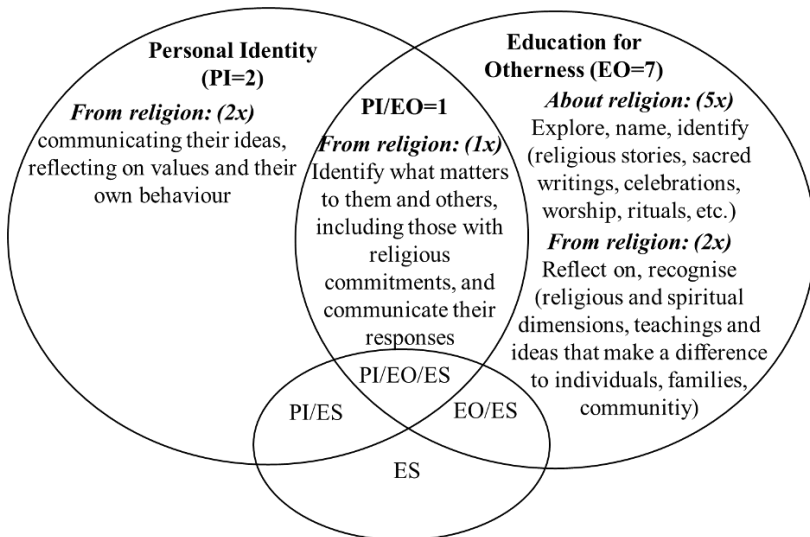 Personal Identity
(PI=2)
From religion: (2x)
communicating their ideas,
reflecting on values and their
own behaviour
PI/EO=1
From religion: (1x)
Identify what matters
to them and others,
including those with
religious
commitments, and
communicate their
responses
Education for
Otherness (EO=7)
About religion: (5x)
Explore, name, identify
(religious stories, sacred
writings, celebrations,
worship, rituals, etc.)
From religion: (2x)
Reflect on, recognise
(religious and spiritual
dimensions, teachings and
ideas that make a difference
to individuals, families,
communitiy)
PI/EO/ES
PI/ES
EO/ES
ES